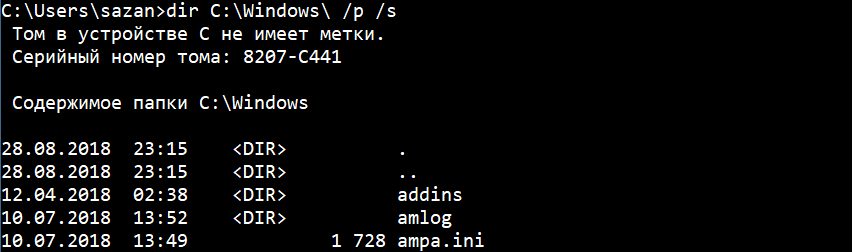 C:\Users\sazan>dir C:\Windows\ /p /s
Том в устройстве C не имеет метки.
Серийный номер тома: 8207-C441
Содержимое папки C:\Windows
28.08.2018  23:15    <DIR>          .
28.08.2018  23:15    <DIR>          ..
12.04.2018  02:38    <DIR>          addins
10.07.2018  13:52    <DIR>          amlog
10.07.2018  13:49             1 728 ampa.ini